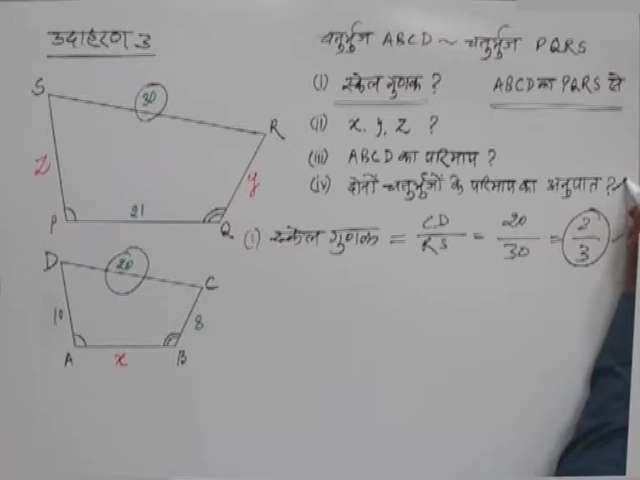 उदाहरण 3
चतुर्भुज ABCD ~ चतुर्भुज PQRS
(i) स्केल गुणक ? ABCD का PQRS से
(ii) x, y, z ?
(iii) ABCD का परिमाप ?
(iv) दोनों चतुर्भुजों के परिमाप का अनुपात ?
(i) स्केल गुणक = CD/RS = 20/30 = 2/3
S
30
R
z
y
P
21
Q
D
20
C
10
8
A
x
B